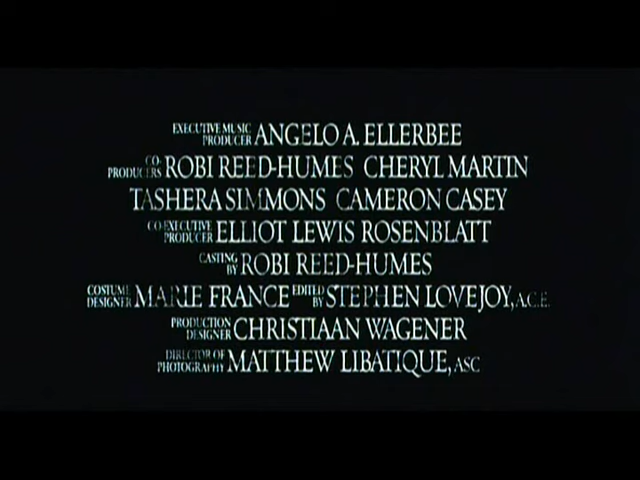 EXECUTIVE MUSIC PRODUCER ANGELO A. ELLERBEE
CO-PRODUCERS ROBI REED-HUMES CHERYL MARTIN
TASHERA SIMMONS CAMERON CASEY
CO-EXECUTIVE PRODUCER ELLIOT LEWIS ROSENBLATT
CASTING BY ROBI REED-HUMES
COSTUME DESIGNER MARIE FRANCE EDITED BY STEPHEN LOVEJOY, A.C.E.
PRODUCTION DESIGNER CHRISTIAAN WAGENER
DIRECTOR OF PHOTOGRAPHY MATTHEW LIBATIQUE, ASC